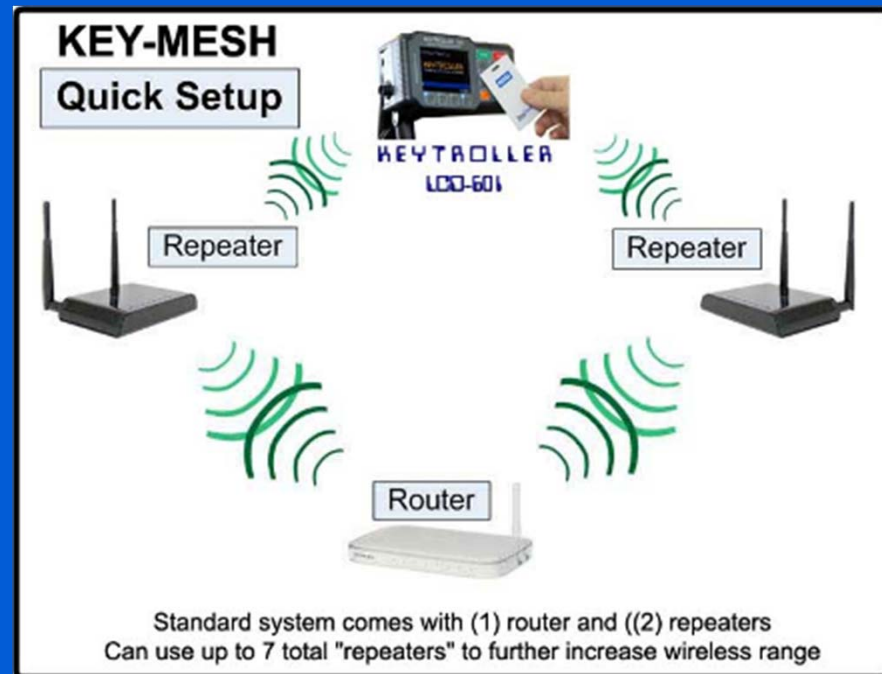 KEY-MESH
Quick Setup
KEYTROLLER
LCD-601
Repeater
Repeater
Router
Standard system comes with (1) router and ((2) repeaters
Can use up to 7 total "repeaters" to further increase wireless range